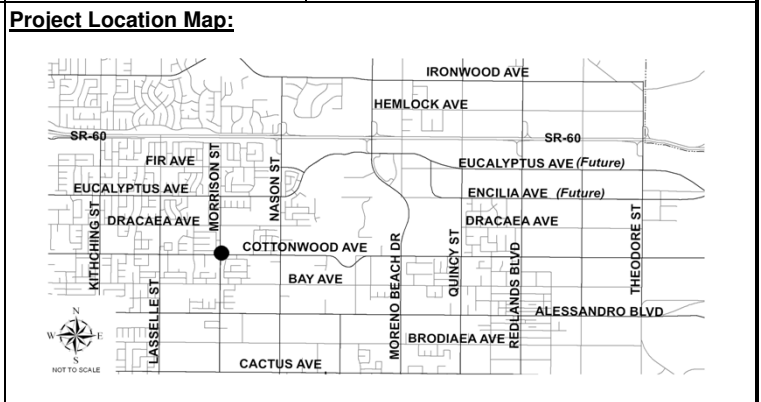 Project Location Map:
IRONWOOD AVE
HEMLOCK AVE
SR-60
SR-60
FIR AVE
EUCALYPTUS AVE (Future)
EUCALYPTUS AVE
ENCILIA AVE (Future)
MORRISON ST
NASON ST
DRACAEA AVE
DRACAEA AVE
KITHCHING ST
COTTONWOOD AVE
MORENO BEACH DR
QUINCY ST
REDLANDS BLVD
THEODORE ST
BAY AVE
LASSELLE ST
ALESSANDRO BLVD
BRODIAEA AVE
CACTUS AVE
N
W
E
S
NOT TO SCALE